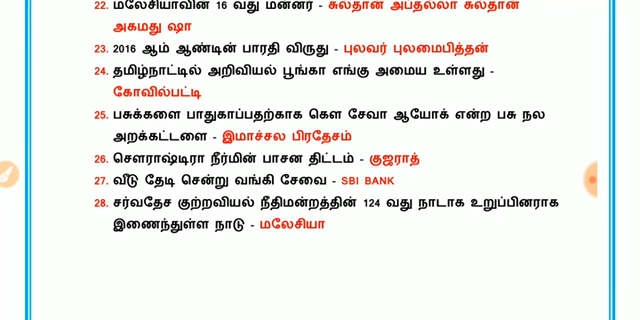 22. மலேசியாவின் 16 வது மன்னர் - சுல்தான் அப்துல்லா சுல்தான்
அகமது ஷா
23. 2016 ஆம் ஆண்டின் பாரதி விருது - புலவர் புலமைபித்தன்
24. தமிழ்நாட்டில் அறிவியல் பூங்கா எங்கு அமைய உள்ளது -
கோவில்பட்டி
25. பசுக்களை பாதுகாப்பதற்காக கௌ சேவா ஆயோக் என்ற பசு நல
அறக்கட்டளை - இமாச்சல பிரதேசம்
26. சௌராஷ்டிரா நீர்மின் பாசன திட்டம் - குஜராத்
27. வீடு தேடி சென்று வங்கி சேவை - SBI BANK
28. சர்வதேச குற்றவியல் நீதிமன்றத்தின் 124 வது நாடாக உறுப்பினராக
இணைந்துள்ள நாடு - மலேசியா